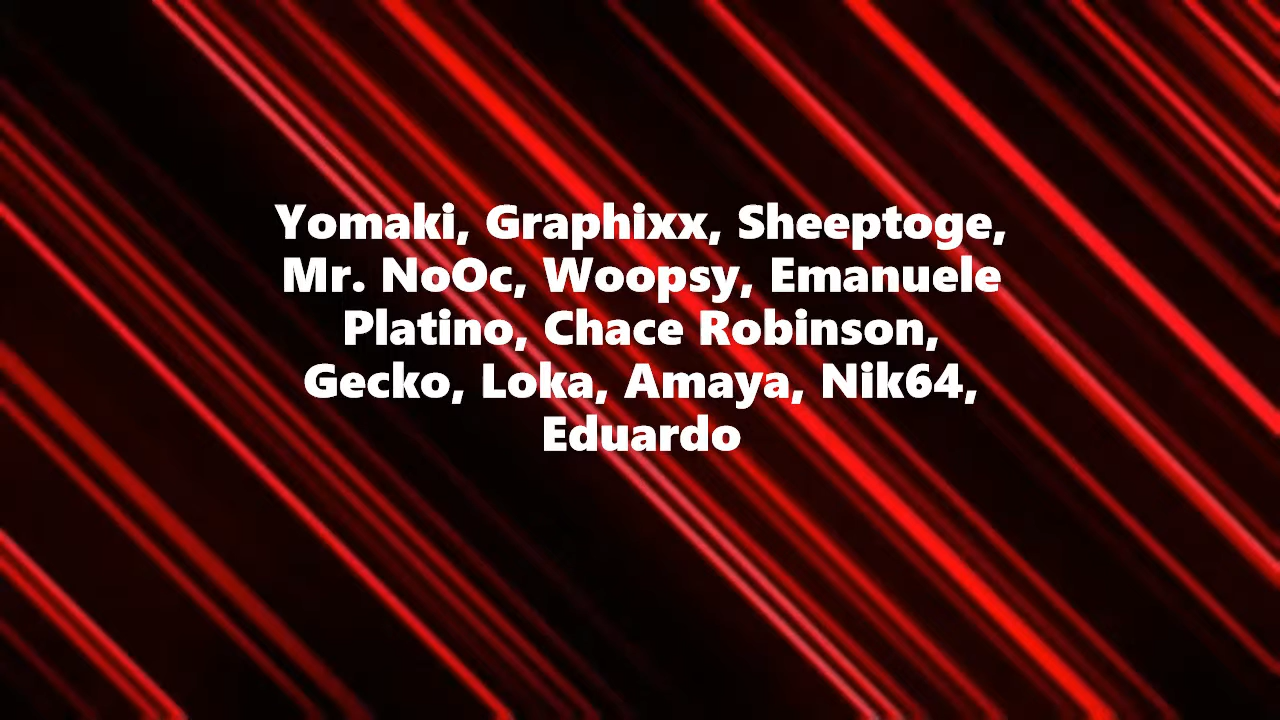 Yomaki, Graphixx, Sheeptoge,
Mr. NoOc, Woopsy, Emanuele
Platino, Chace Robinson,
Gecko, Loka, Amaya, Nik64,
Eduardo